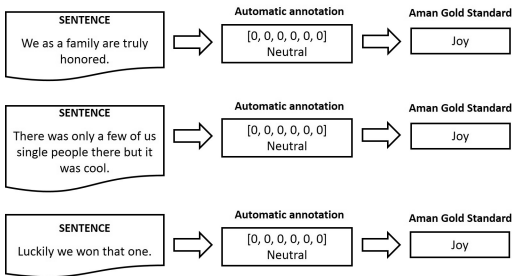 SENTENCE
We as a family are truly
honored.
Automatic annotation
[0, 0, 0, 0, 0, 0]
Neutral
Aman Gold Standard
Joy
SENTENCE
There was only a few of us
single people there but it
was cool.
Automatic annotation
[0, 0, 0, 0, 0, 0]
Neutral
Aman Gold Standard
Joy
SENTENCE
Luckily we won that one.
Automatic annotation
[0, 0, 0, 0, 0, 0]
Neutral
Aman Gold Standard
Joy